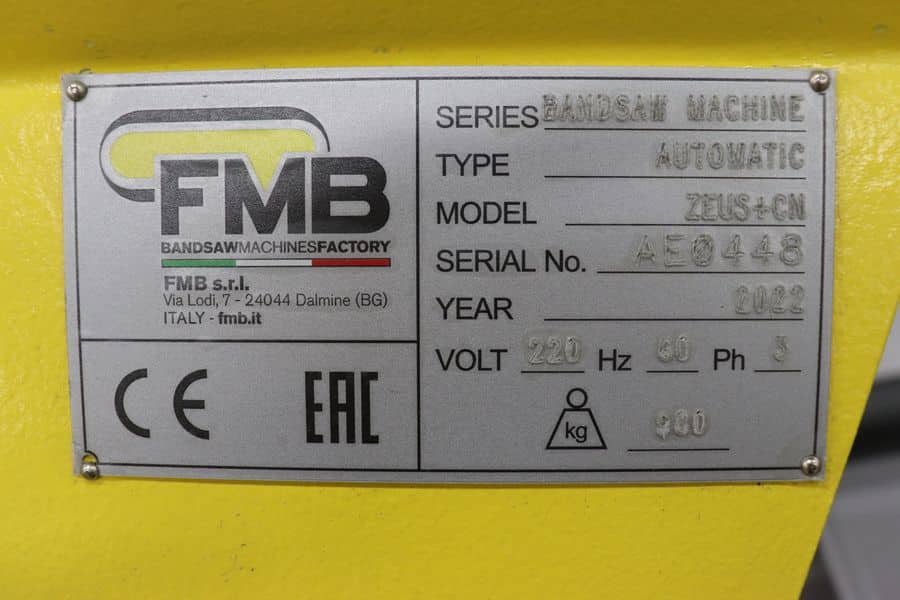 FMB
BANDSAWMACHINESFACTORY
FMB s.r.l.
Via Lodi, 7 - 24044 Dalmine (BG)
ITALY - fmb.it
CE
EAC
SERIES BANDSAW MACHINE
TYPE AUTOMATIC
MODEL ZEUS+CN
SERIAL No. AE0448
YEAR 2022
VOLT 220 Hz 60 Ph 3
kg